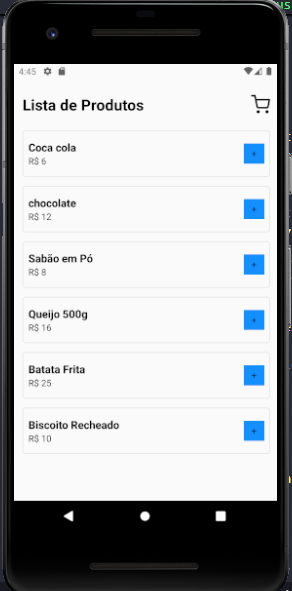 4:45
Lista de Produtos
Coca cola
R$ 6
+
chocolate
R$ 12
+
Sabão em Pó
R$ 8
+
Queijo 500g
R$ 16
+
Batata Frita
R$ 25
+
Biscoito Recheado
R$ 10
+